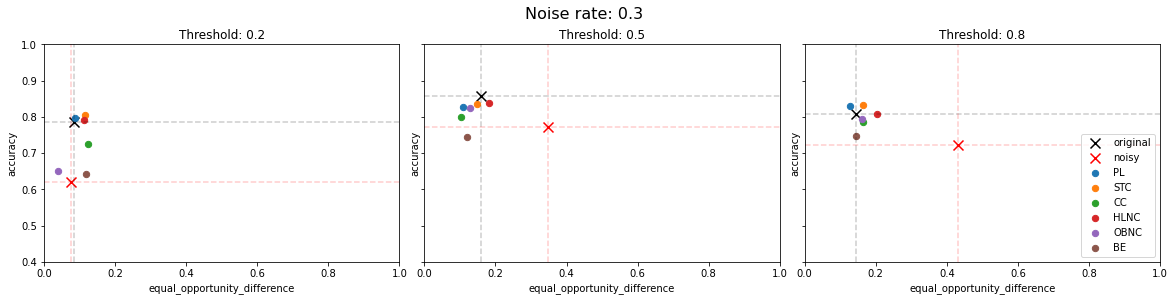 Noise rate: 0.3
Threshold: 0.2
1.0
0.9
0.8
0.7
0.6
0.5
0.4
accuracy
0.0 0.2 0.4 0.6 0.8 1.0
equal_opportunity_difference
Threshold: 0.5
accuracy
0.0 0.2 0.4 0.6 0.8 1.0
equal_opportunity_difference
Threshold: 0.8
accuracy
0.0 0.2 0.4 0.6 0.8 1.0
equal_opportunity_difference
original
noisy
PL
STC
CC
HLNC
OBNC
BE